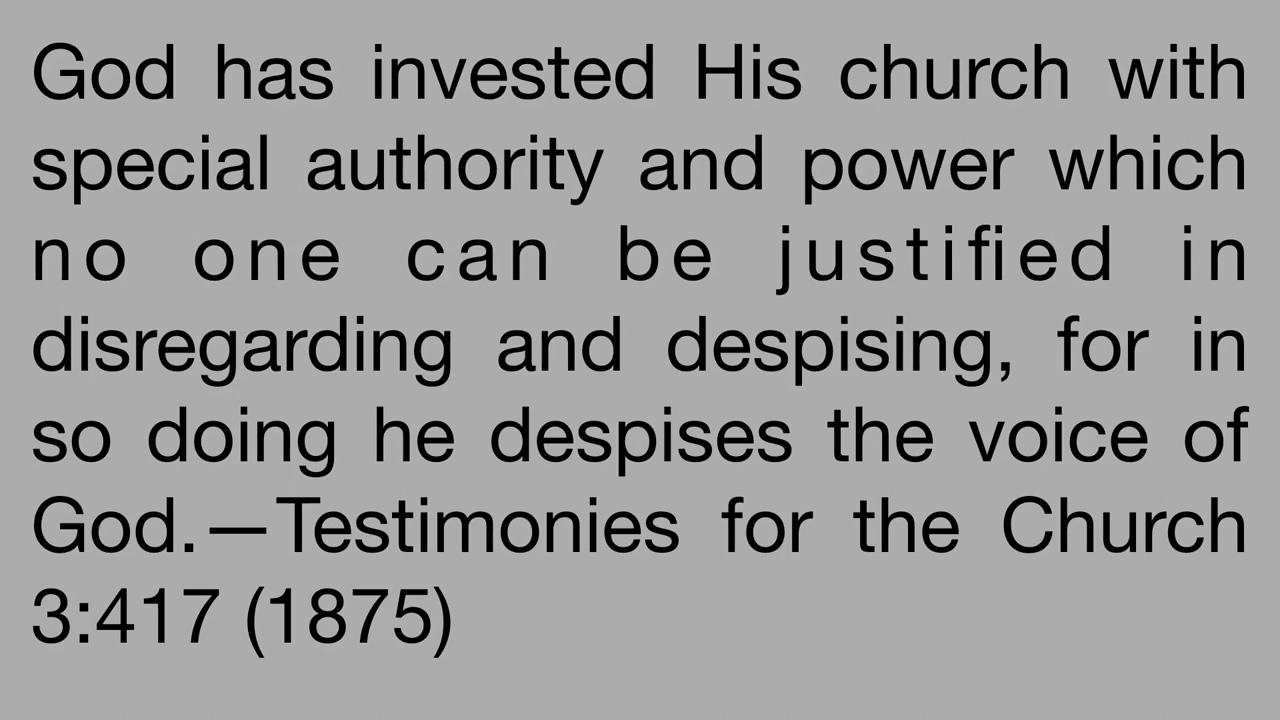 God has invested His church with
special authority and power which
no one can be justified in
disregarding and despising, for in
so doing he despises the voice of
God.—Testimonies for the Church
3:417 (1875)